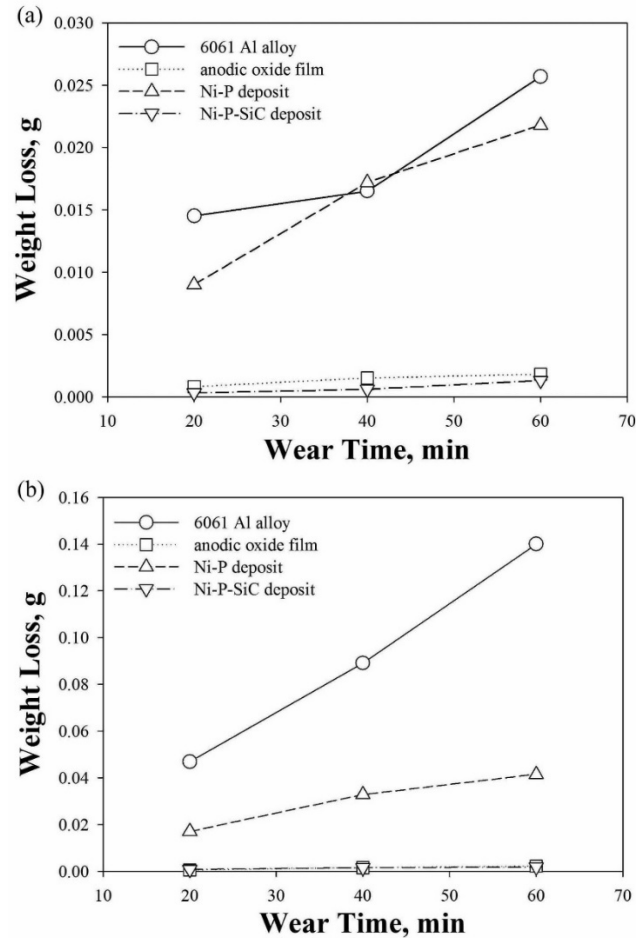 (a)
0.030
0.025
0.020
0.015
0.010
0.005
0.000
Weight Loss, g
6061 Al alloy
anodic oxide film
Ni-P deposit
Ni-P-SiC deposit
10 20 30 40 50 60 70
Wear Time, min
(b)
0.16
0.14
0.12
0.10
0.08
0.06
0.04
0.02
0.00
Weight Loss, g
6061 Al alloy
anodic oxide film
Ni-P deposit
Ni-P-SiC deposit
10 20 30 40 50 60 70
Wear Time, min